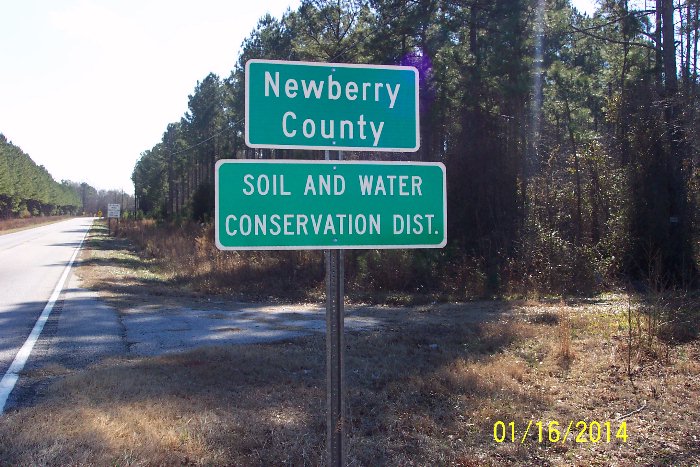 Newberry
County
SOIL AND WATER
CONSERVATION DIST.
01/16/2014